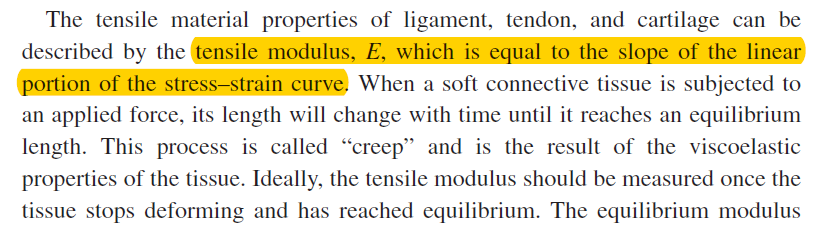 The tensile material properties of ligament, tendon, and cartilage can be
described by the tensile modulus, E, which is equal to the slope of the linear
portion of the stress–strain curve. When a soft connective tissue is subjected to
an applied force, its length will change with time until it reaches an equilibrium
length. This process is called “creep” and is the result of the viscoelastic
properties of the tissue. Ideally, the tensile modulus should be measured once the
tissue stops deforming and has reached equilibrium. The equilibrium modulus